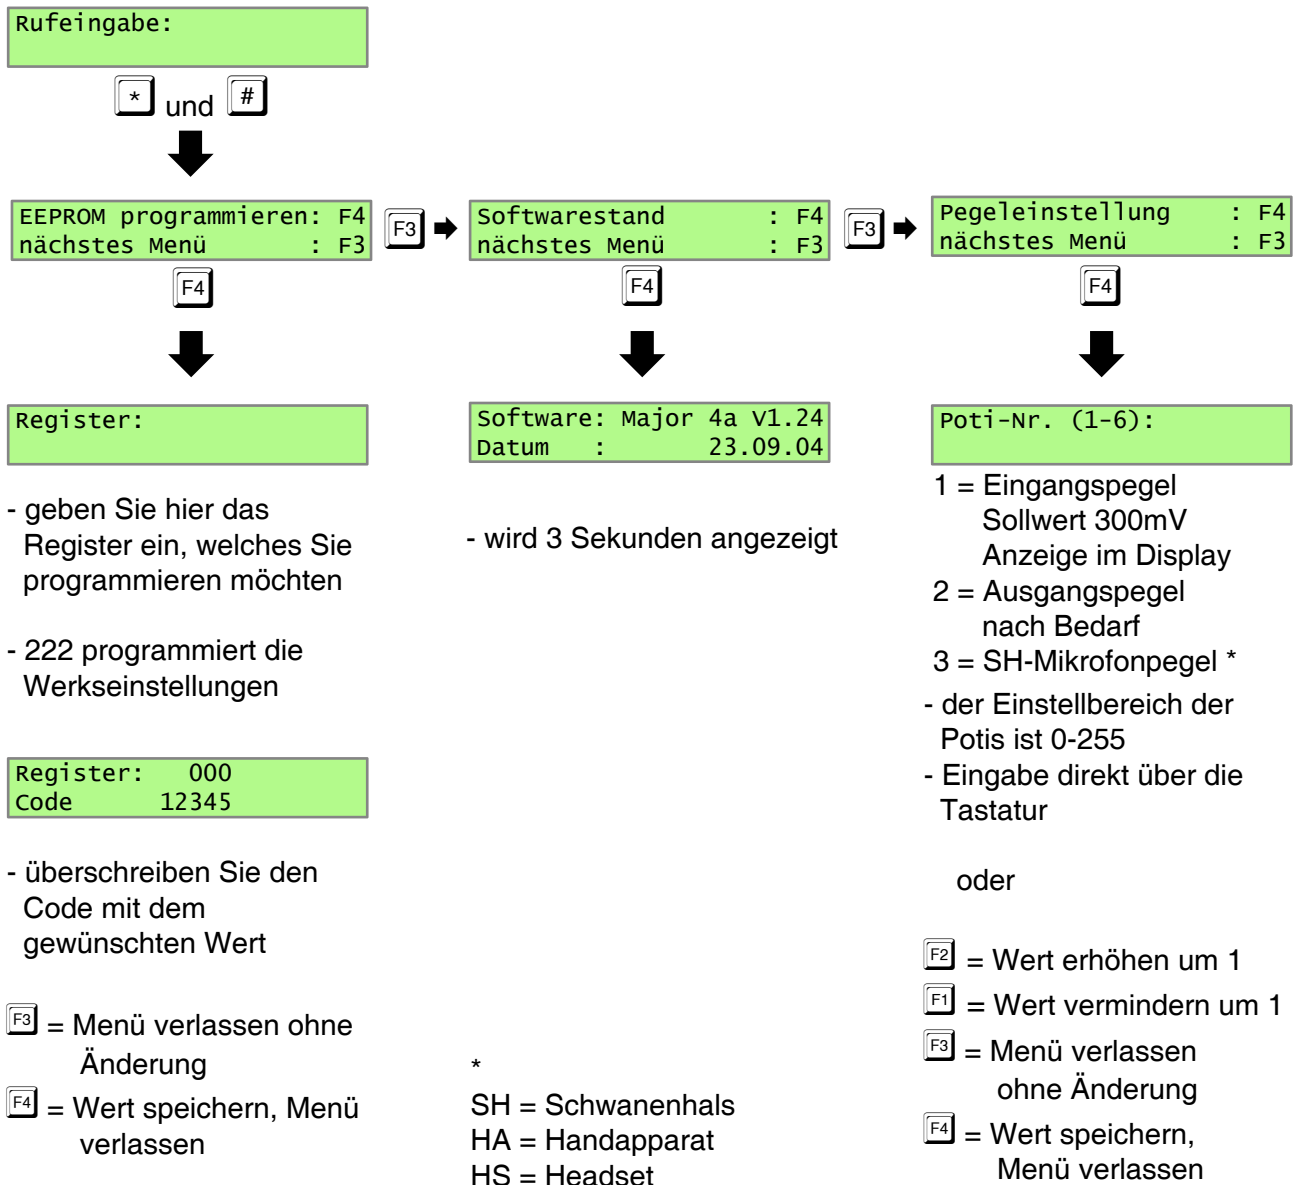 Rufeingabe:
* und #
EEPROM programmieren: F4
nächstes Menü : F3
F3
Softwarestand : F4
nächstes Menü : F3
F3
Pegeleinstellung : F4
nächstes Menü : F3
F4
F4
F4
Register:
- geben Sie hier das
Register ein, welches Sie
programmieren möchten
- 222 programmiert die
Werkseinstellungen
Register: 000
Code 12345
- überschreiben Sie den
Code mit dem
gewünschten Wert
F3 = Menü verlassen ohne
Änderung
F4 = Wert speichern, Menü
verlassen
Software: Major 4a V1.24
Datum : 23.09.04
- wird 3 Sekunden angezeigt
*
SH = Schwanenhals
HA = Handapparat
HS = Headset
Poti-Nr. (1-6):
1 = Eingangspegel
Sollwert 300mV
Anzeige im Display
2 = Ausgangspegel
nach Bedarf
3 = SH-Mikrofonpegel *
- der Einstellbereich der
Potis ist 0-255
- Eingabe direkt über die
Tastatur
oder
F2 = Wert erhöhen um 1
F1 = Wert vermindern um 1
F3 = Menü verlassen
ohne Änderung
F4 = Wert speichern,
Menü verlassen